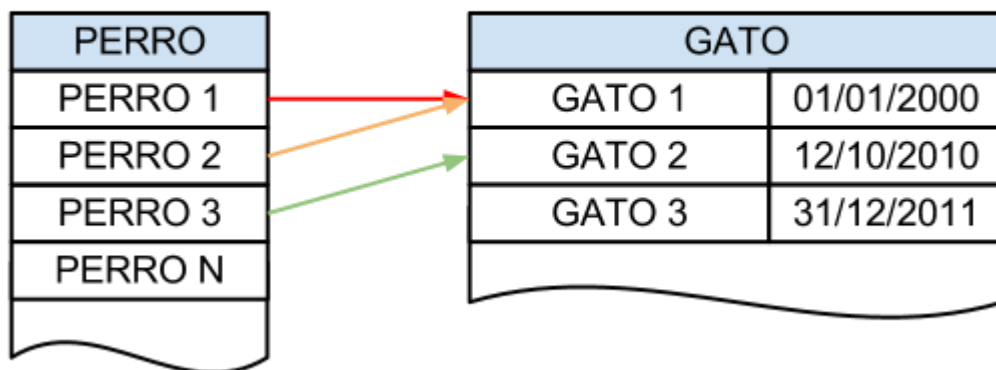 PERRO
PERRO 1
PERRO 2
PERRO 3
PERRO N
GATO
GATO 1 01/01/2000
GATO 2 12/10/2010
GATO 3 31/12/2011